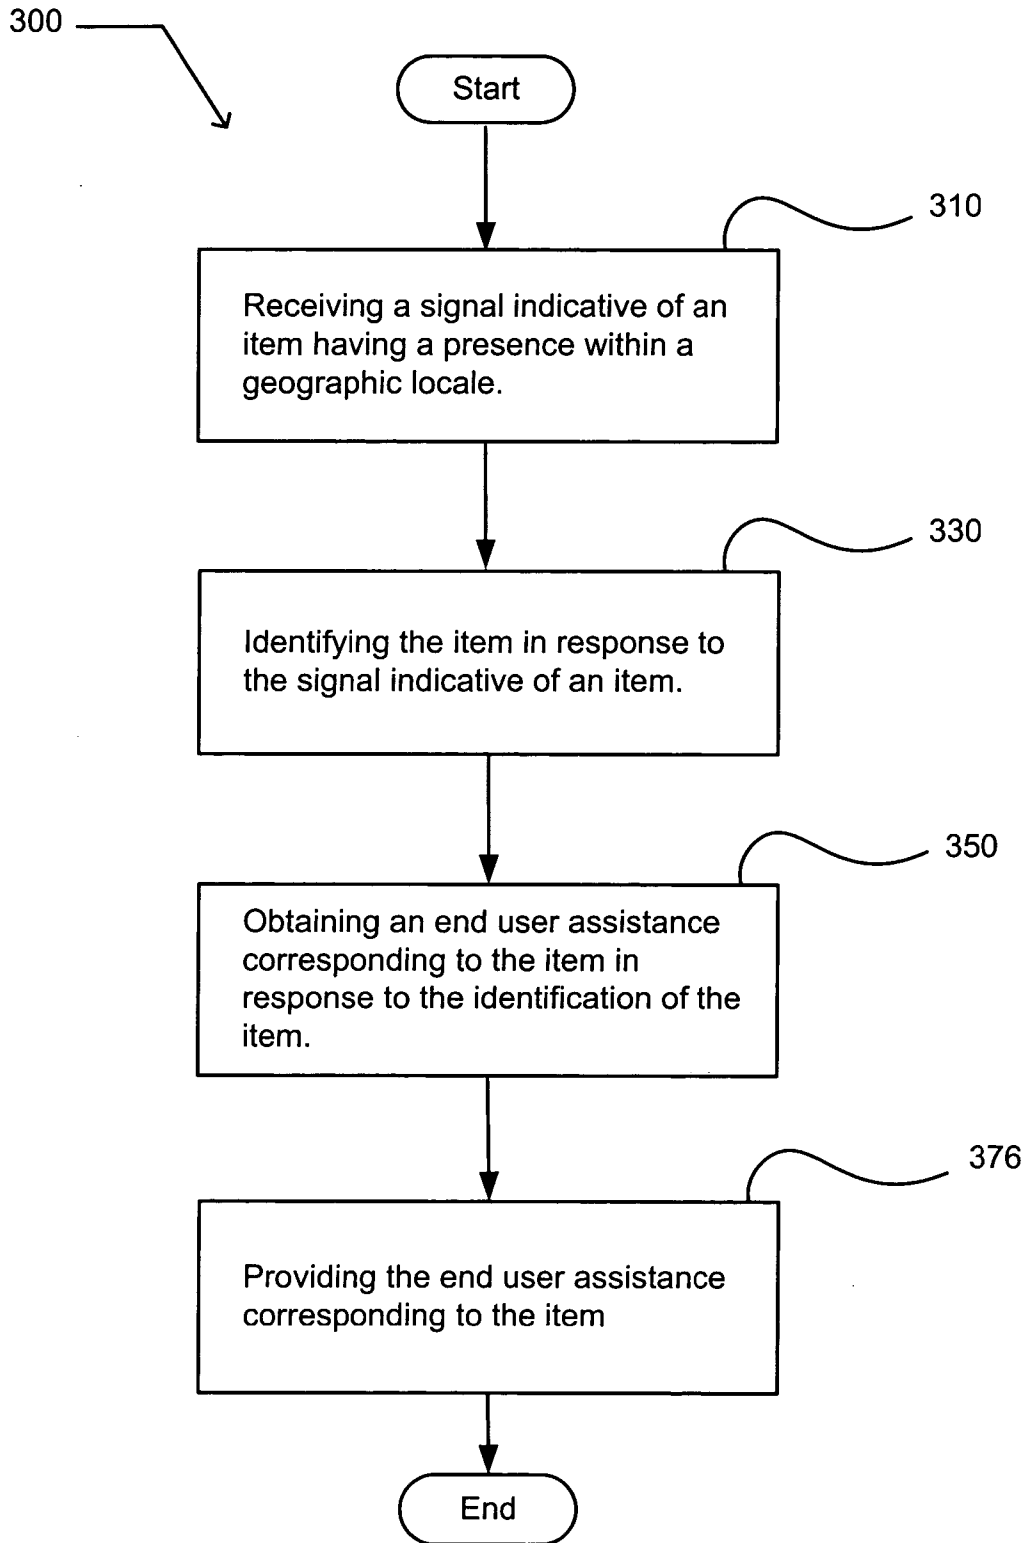 300
Start
310
Receiving a signal indicative of an
item having a presence within a
geographic locale.
330
Identifying the item in response to
the signal indicative of an item.
350
Obtaining an end user assistance
corresponding to the item in
response to the identification of the
item.
376
Providing the end user assistance
corresponding to the item
End